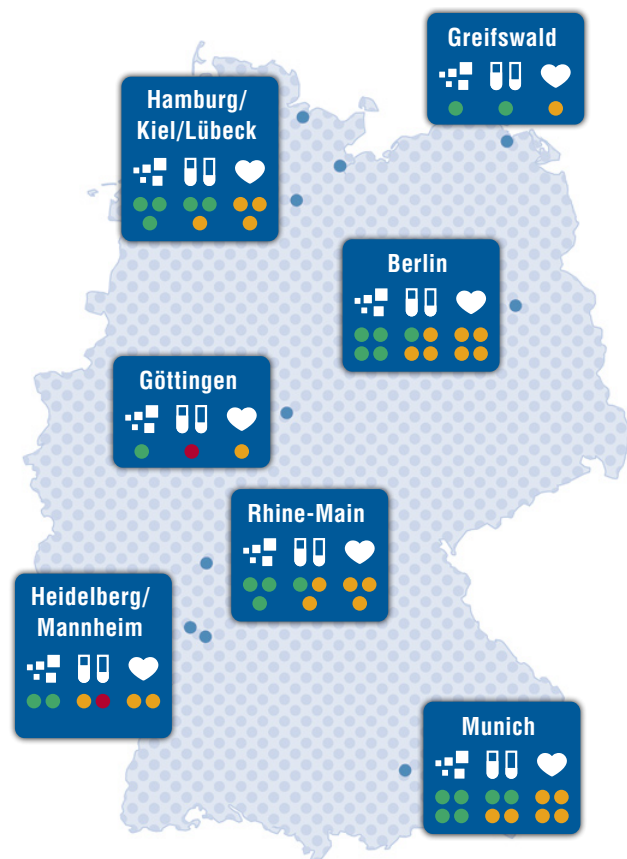 Greifswald
Hamburg/
Kiel/Lübeck
Berlin
Göttingen
Rhine-Main
Heidelberg/
Mannheim
Munich